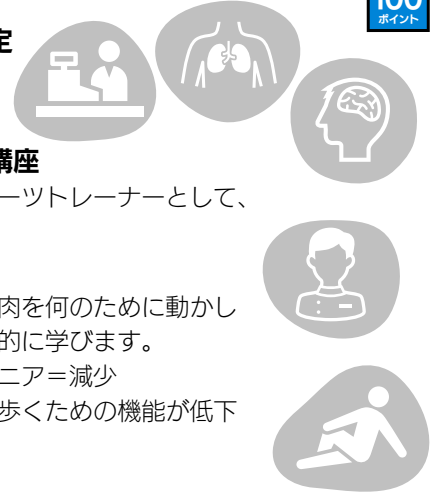 100
ポイント
定
講座
ーツトレーナーとして、
肉を何のために動かし
的に学びます。
ニア＝減少
歩くための機能が低下